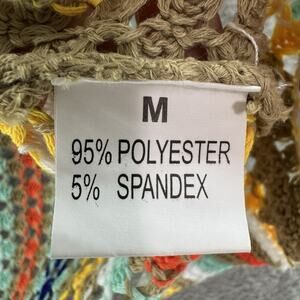 M
95% POLYESTER
5% SPANDEX